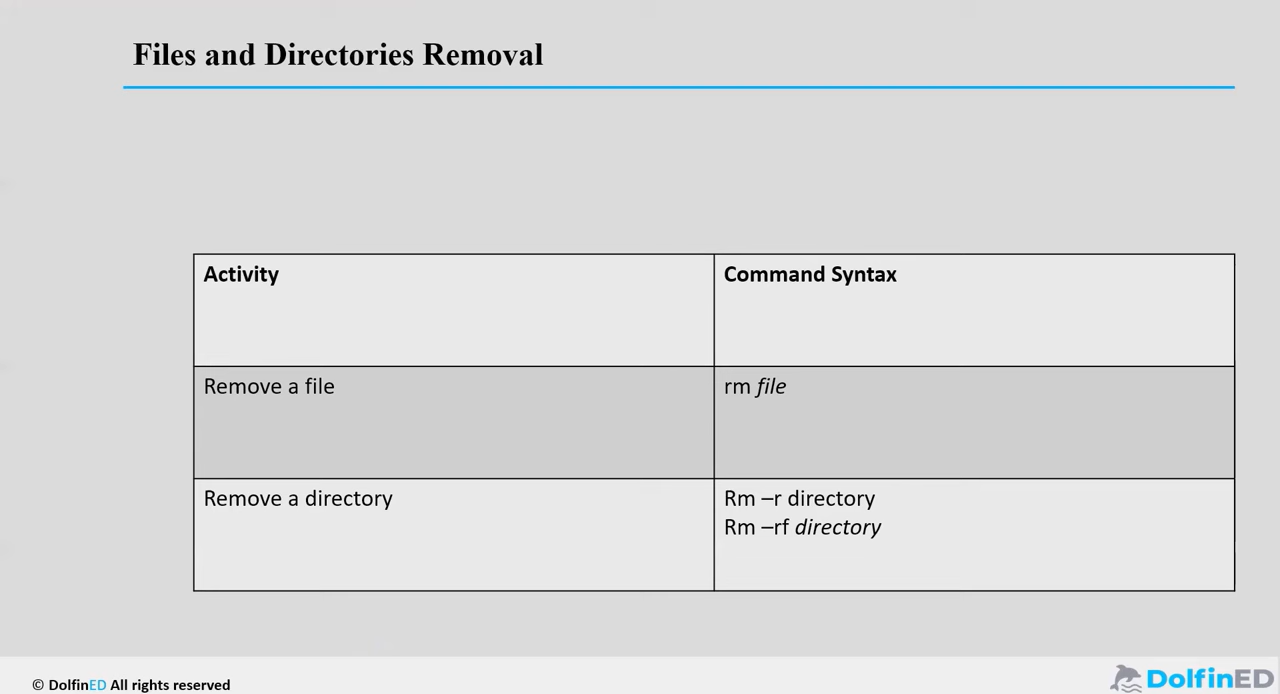 Files and Directories Removal
Activity
Command Syntax
Remove a file
rm file
Remove a directory
Rm –r directory
Rm –rf directory
© DolfinED All rights reserved
DolfinED